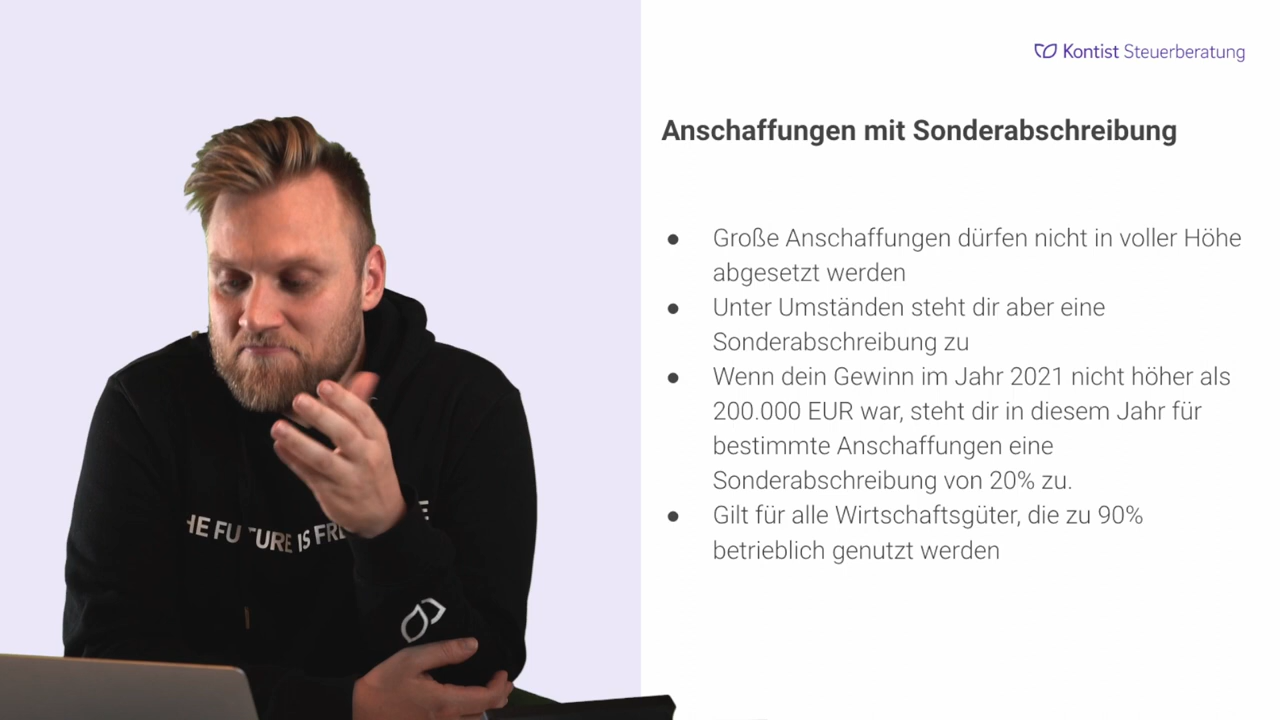 Kontist Steuerberatung
Anschaffungen mit Sonderabschreibung
● Große Anschaffungen dürfen nicht in voller Höhe
abgesetzt werden
● Unter Umständen steht dir aber eine
Sonderabschreibung zu
● Wenn dein Gewinn im Jahr 2021 nicht höher als
200.000 EUR war, steht dir in diesem Jahr für
bestimmte Anschaffungen eine
Sonderabschreibung von 20% zu.
● Gilt für alle Wirtschaftsgüter, die zu 90%
betrieblich genutzt werden
HE FUTURE IS FRE E